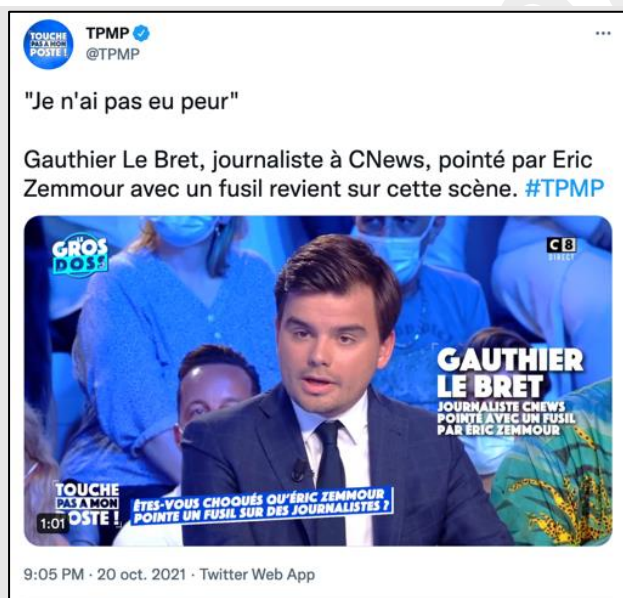 TOUCHE
PAS A MON
POSTE !
TPMP
@TPMP
...
"Je n'ai pas eu peur"
Gauthier Le Bret, journaliste à CNews, pointé par Eric
Zemmour avec un fusil revient sur cette scène. #TPMP
GROS
DOSS
C8
DIRECT
GAUTHIER
LE BRET
JOURNALISTE CNEWS
POINTÉ AVEC UN FUSIL
PAR ÉRIC ZEMMOUR
TOUCHE
PAS A MON
OSTE !
1:01
ÊTES-VOUS CHOQUÉS QU'ÉRIC ZEMMOUR
POINTE UN FUSIL SUR DES JOURNALISTES ?
9:05 PM · 20 oct. 2021 · Twitter Web App